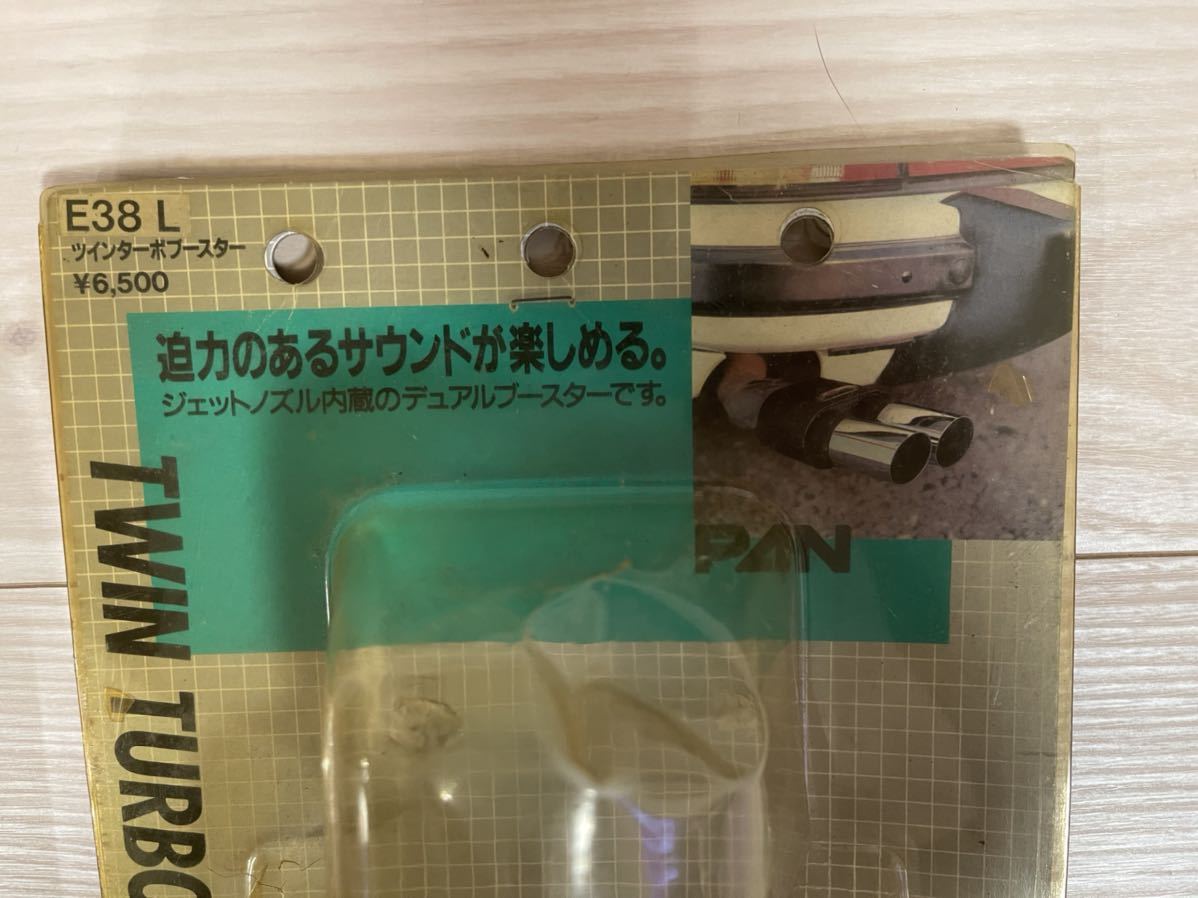 E38 L
ツインターボブースター
¥6,500
迫力のあるサウンドが楽しめる。
ジェットノズル内蔵のデュアルブースターです。
TWIN TURBO
PAN